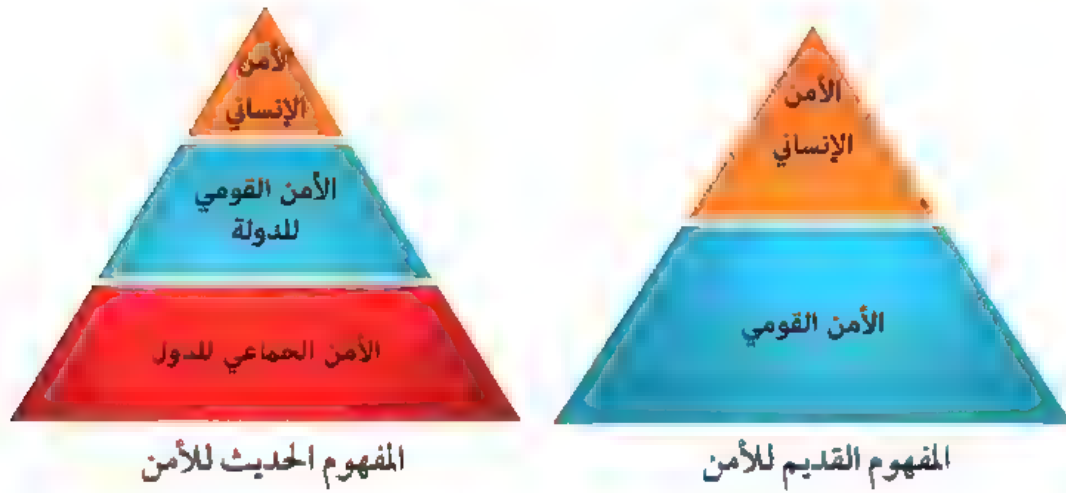 الأمن
الإنساني
الأمن القومي
المفهوم القديم للأمن
الأمن
الإنساني
الأمن القومي
للدولة
الأمن الجماعي للدول
المفهوم الحديث للأمن